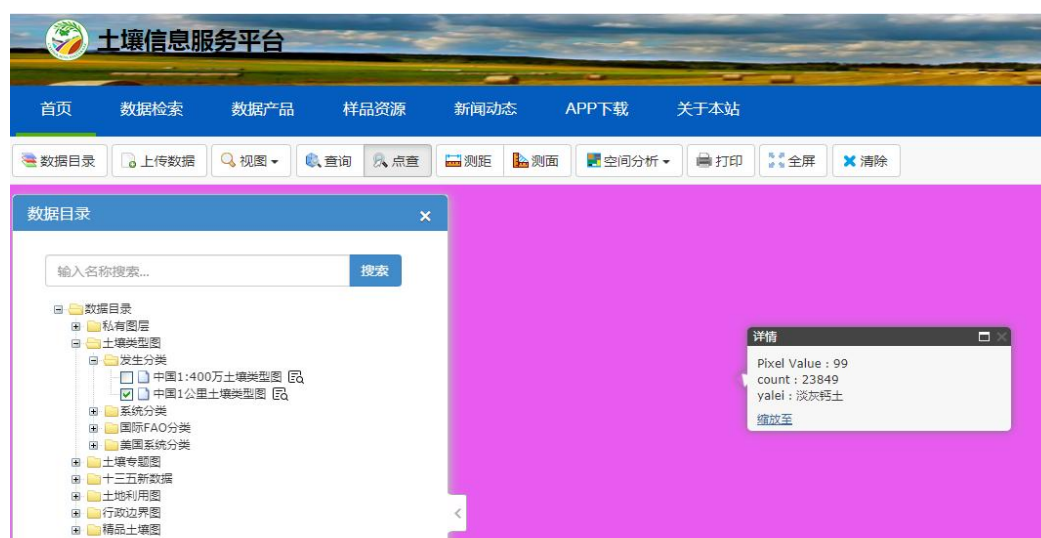 土壤信息服务平台
首页 数据检索 数据产品 样品资源 新闻动态 APP下载 关于本站
数据目录 上传数据 视图 查询 点查 测距 测面 空间分析 打印 全屏 清除
数据目录
输入名称搜索... 搜索
数据目录
私有图层
土壤类型图
发生分类
中国1:400万土壤类型图
中国1公里土壤类型图
系统分类
国际FAO分类
美国系统分类
土壤专题图
十三五新数据
土地利用图
行政边界图
精品土壤图
详情
Pixel Value : 99
count : 23849
yalei : 淡灰钙土
缩放至